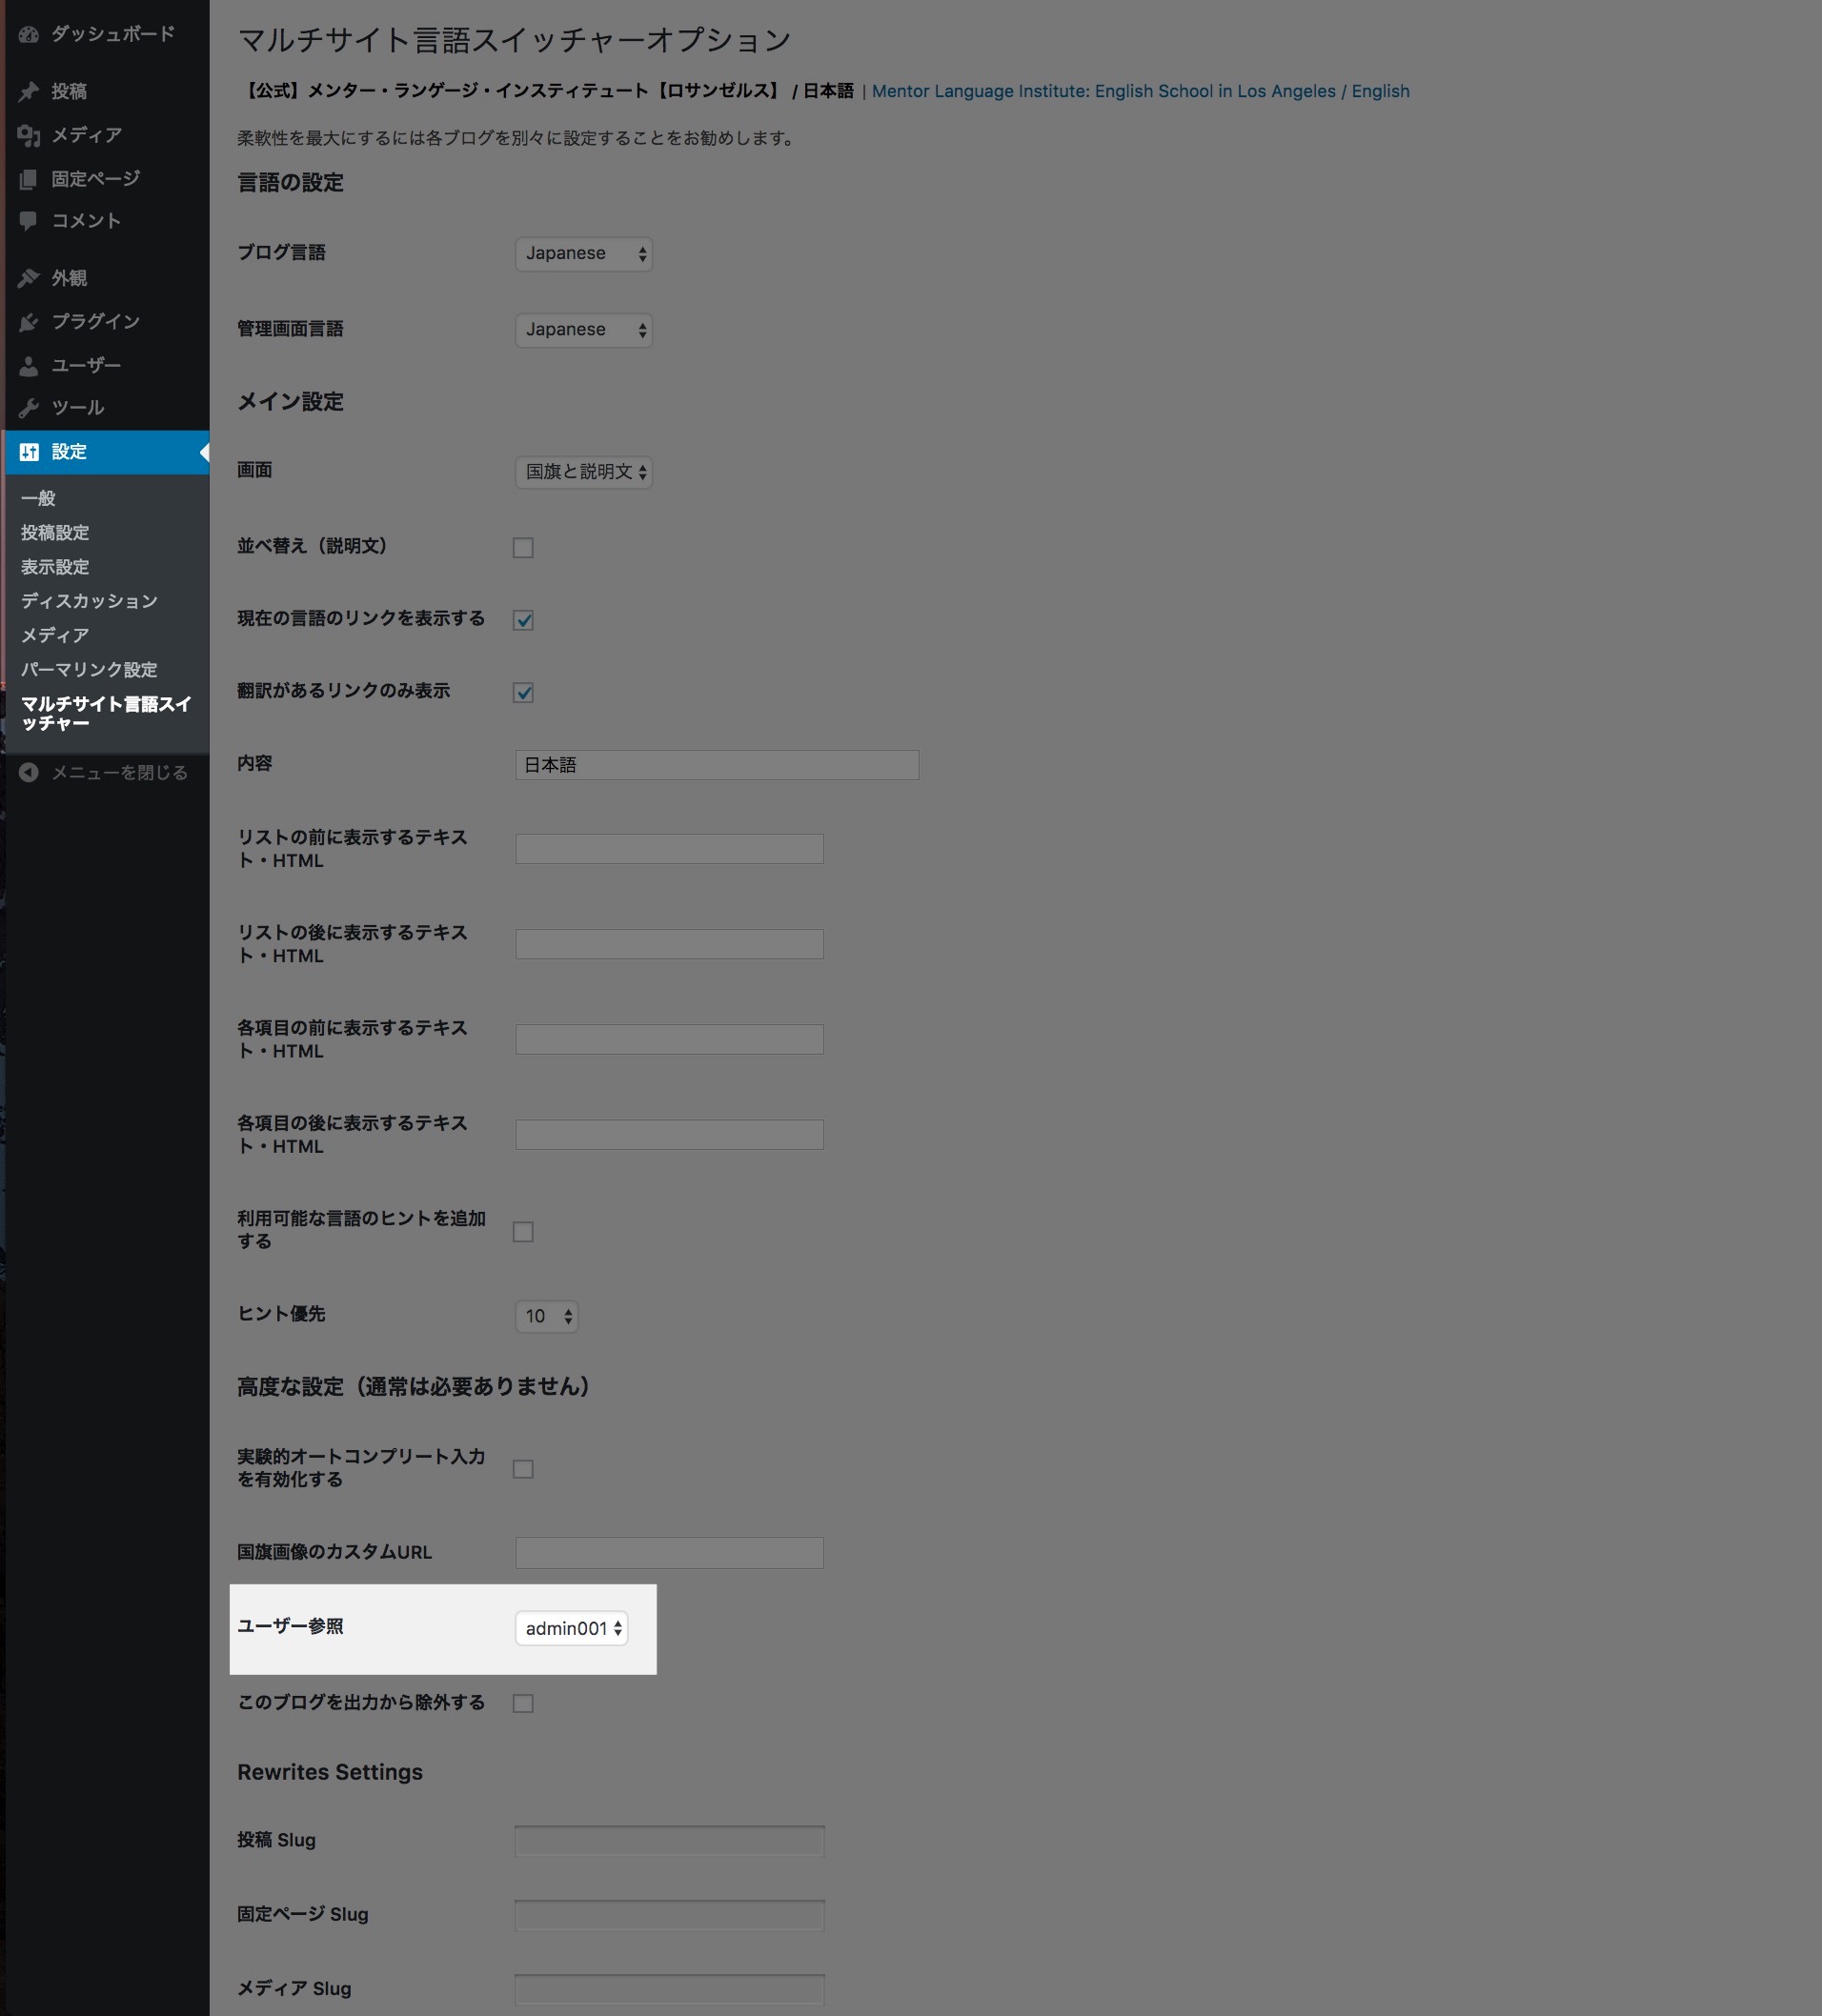 ダッシュボード
投稿
メディア
固定ページ
コメント
外観
プラグイン
ユーザー
ツール
設定
一般
投稿設定
表示設定
ディスカッション
メディア
パーマリンク設定
マルチサイト言語スイ
ッチャー
メニューを閉じる
マルチサイト言語スイッチャーオプション
【公式】メンター・ランゲージ・インスティテュート【ロサンゼルス】 / 日本語 | Mentor Language Institute: English School in Los Angeles / English
柔軟性を最大にするには各ブログを別々に設定することをお勧めします。
言語の設定
ブログ言語 Japanese
管理画面言語 Japanese
メイン設定
画面 国旗と説明文
並べ替え（説明文）
現在の言語のリンクを表示する
翻訳があるリンクのみ表示
内容 日本語
リストの前に表示するテキス
ト・HTML
リストの後に表示するテキス
ト・HTML
各項目の前に表示するテキス
ト・HTML
各項目の後に表示するテキス
ト・HTML
利用可能な言語のヒントを追加
する
ヒント優先 10
高度な設定（通常は必要ありません）
実験的オートコンプリート入力
を有効化する
国旗画像のカスタムURL
ユーザー参照 admin001
このブログを出力から除外する
Rewrites Settings
投稿 Slug
固定ページ Slug
メディア Slug